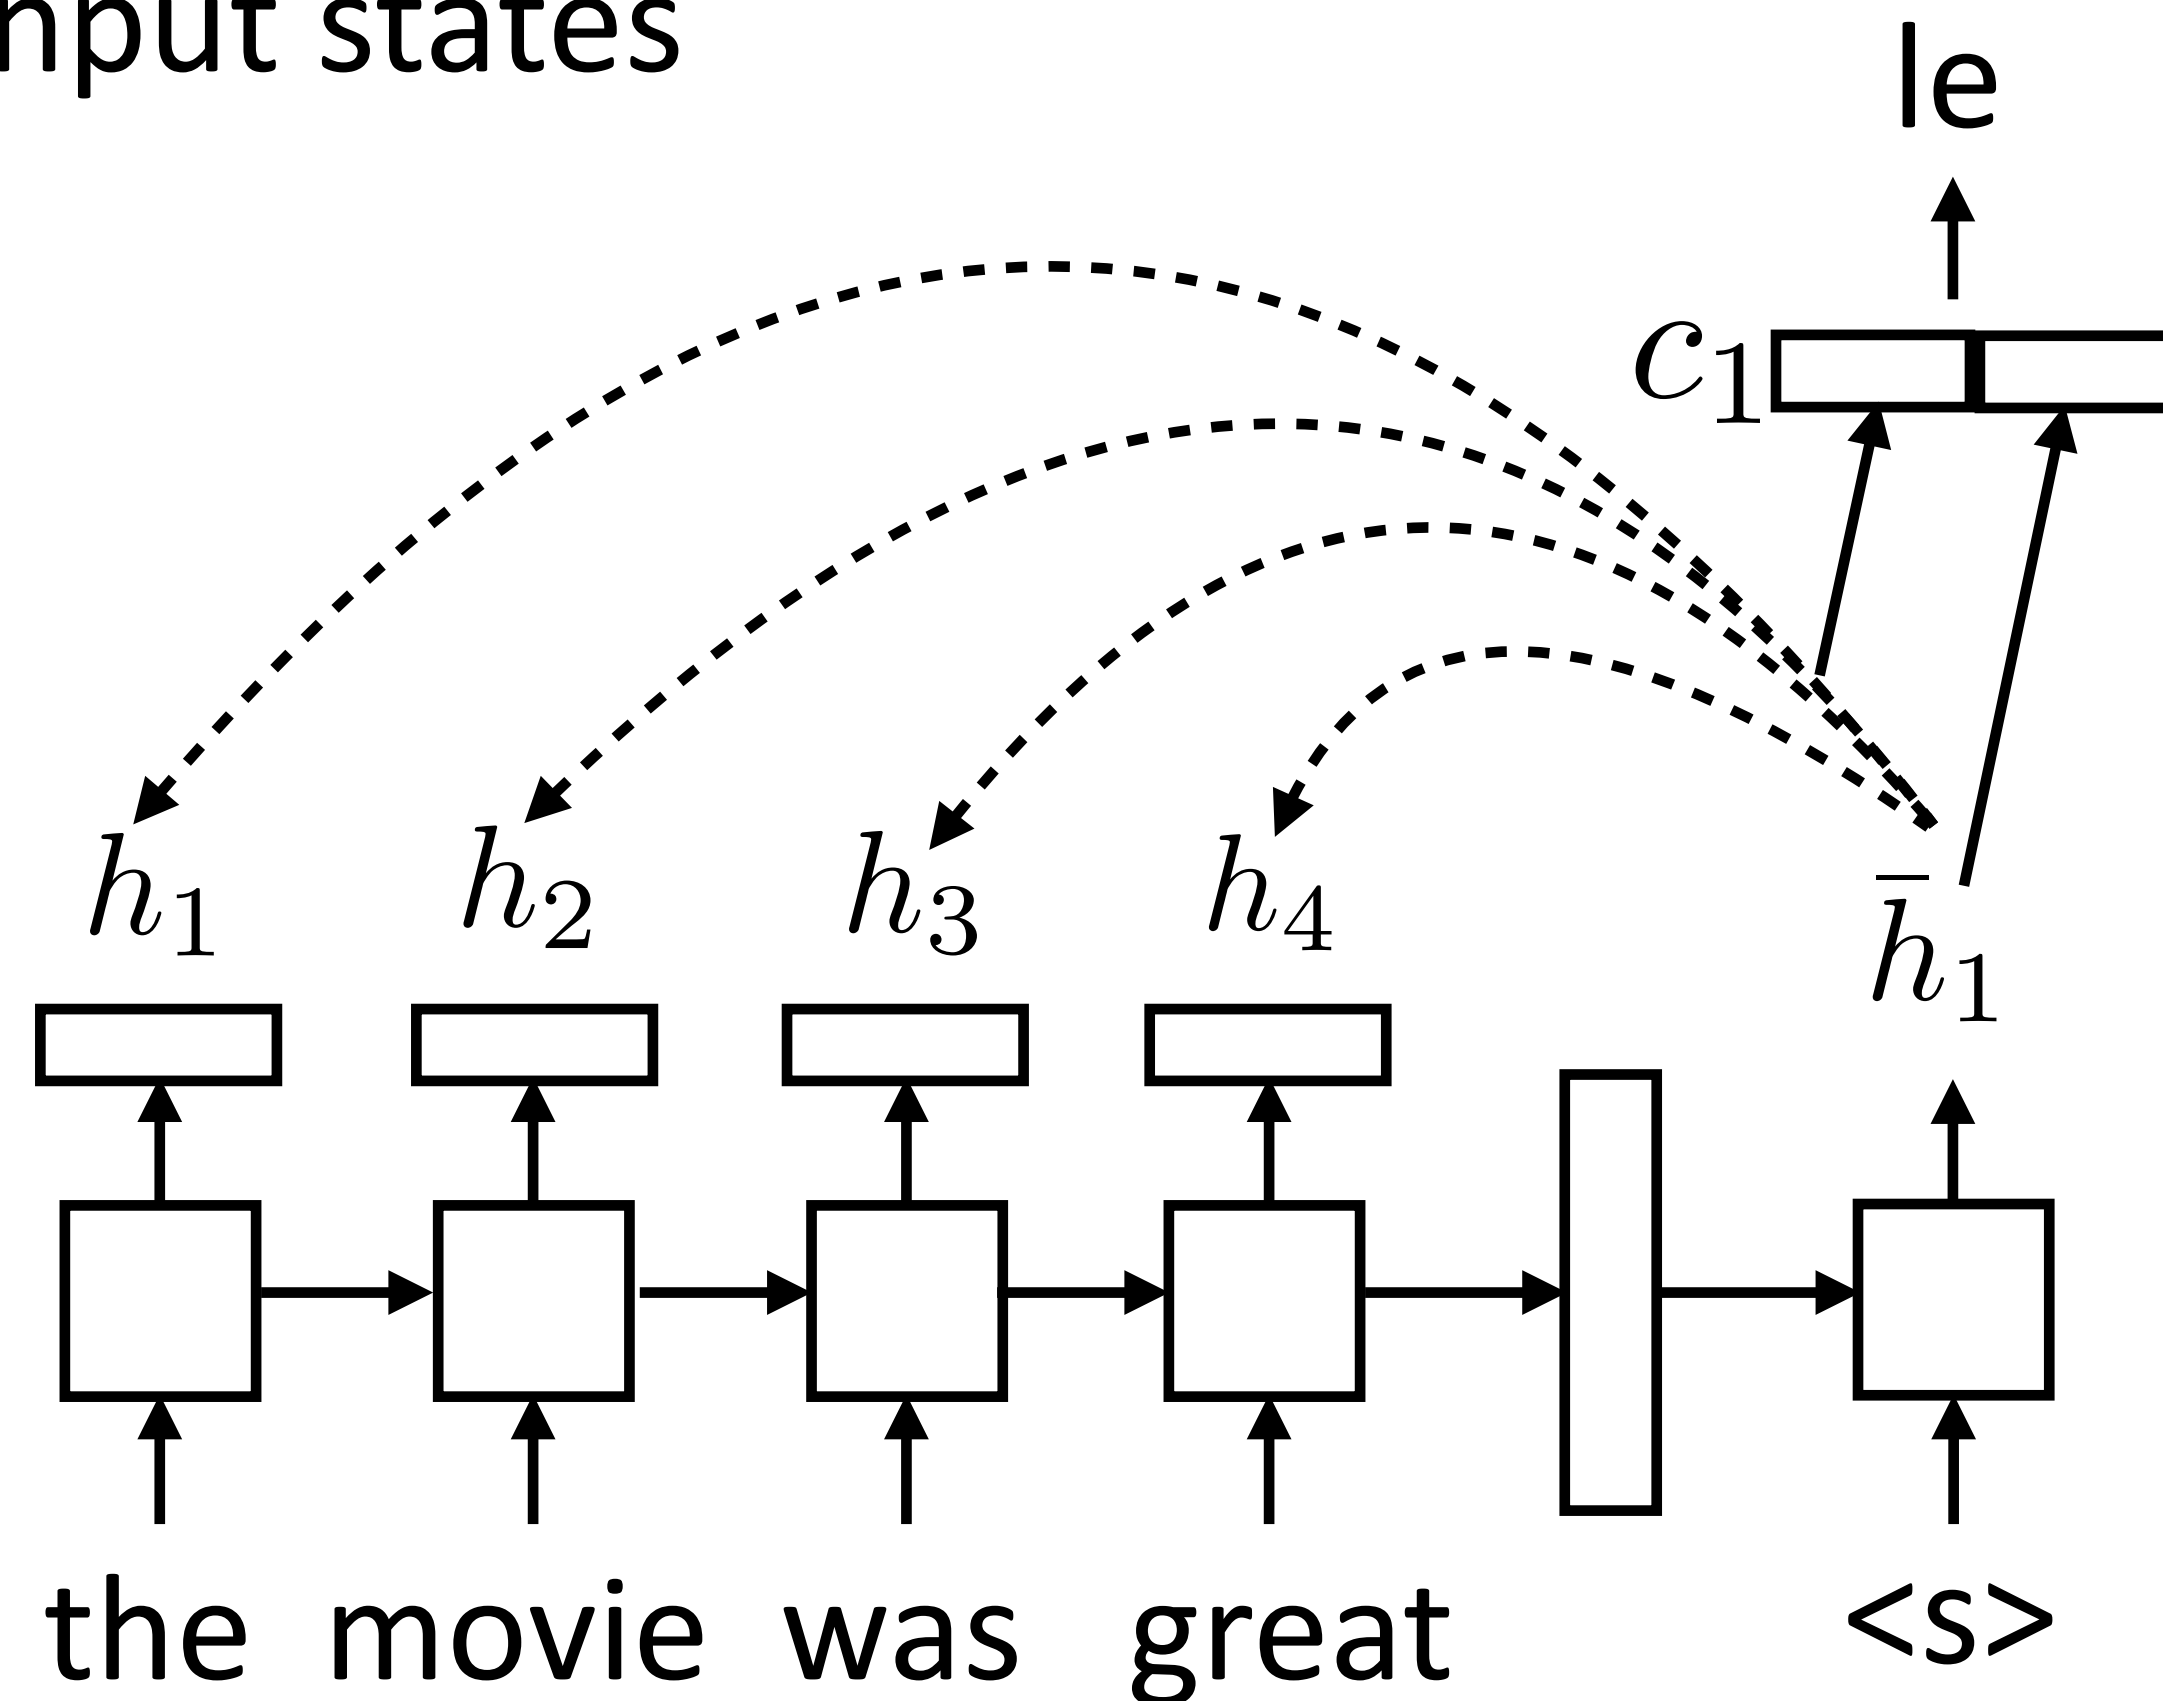 nput states
le
c₁
h₁ h₂ h₃ h₄
h̄₁
the movie was great <s>